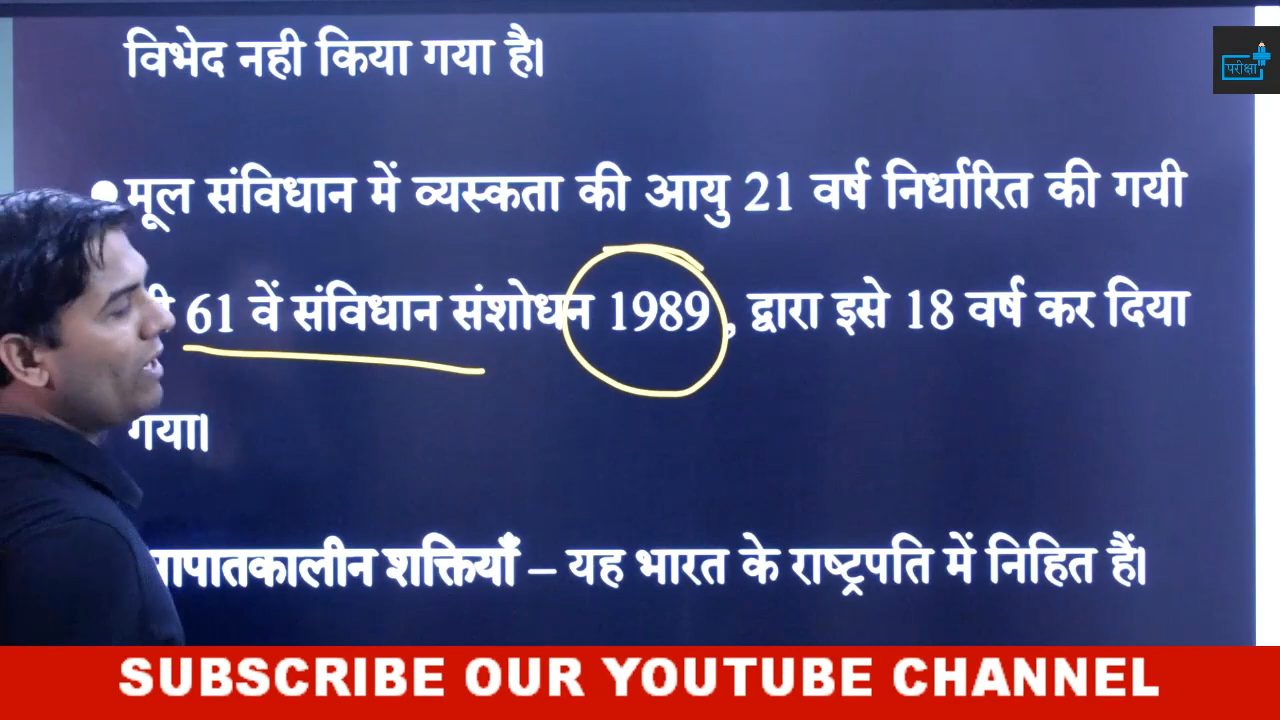 विभेद नही किया गया है।
परीक्षा
मूल संविधान में व्यस्कता की आयु 21 वर्ष निर्धारित की गयी
61 वें संविधान संशोधन 1989 , द्वारा इसे 18 वर्ष कर दिया
गया।
शक्तियाँ – यह भारत के राष्ट्रपति में निहित हैं।
SUBSCRIBE OUR YOUTUBE CHANNEL